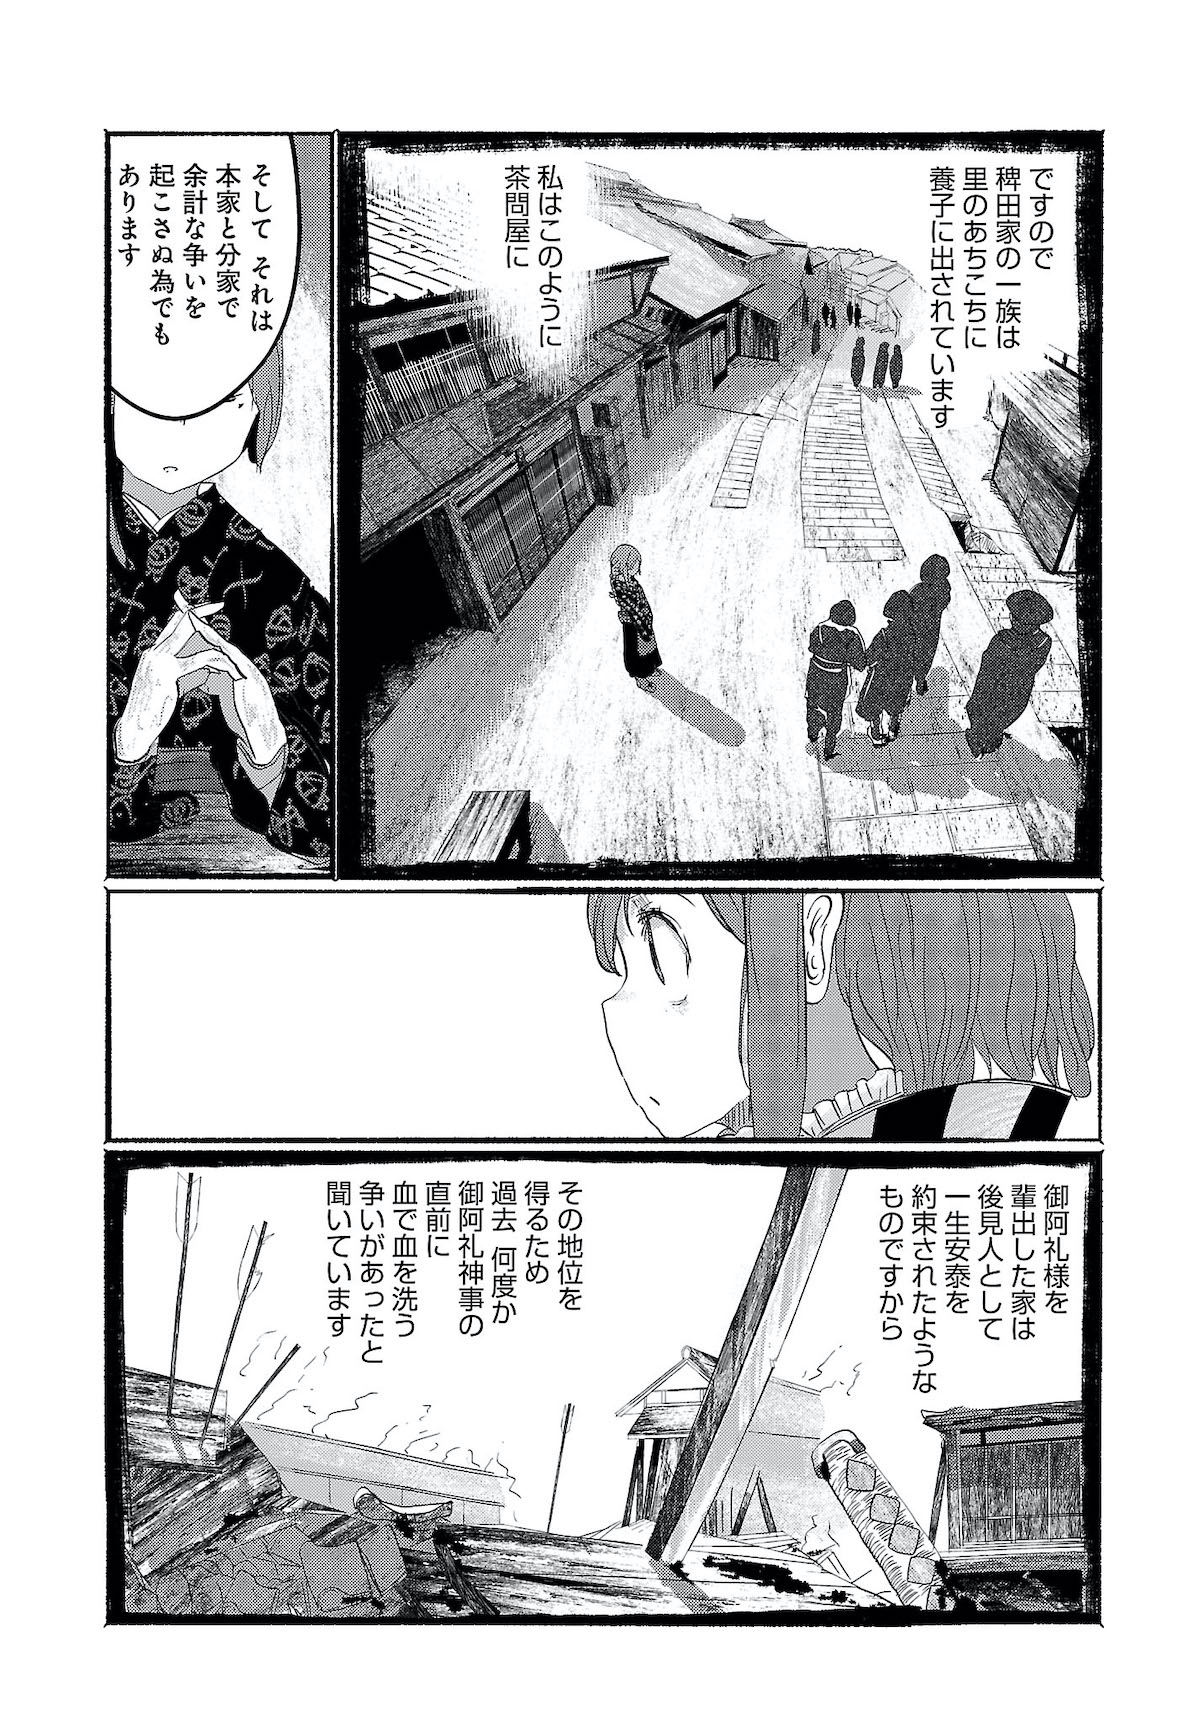 ですので
稗田家の一族は
里のあちこちに
養子に出されています
私はこのように
茶問屋に
そして それは
本家と分家で
余計な争いを
起こさぬ為でも
あります
御阿礼様を
輩出した家は
後見人として
一生安泰を
約束されたような
ものですから
その地位を
得るため
過去 何度か
御阿礼神事の
直前に
血で血を洗う
争いがあったと
聞いています